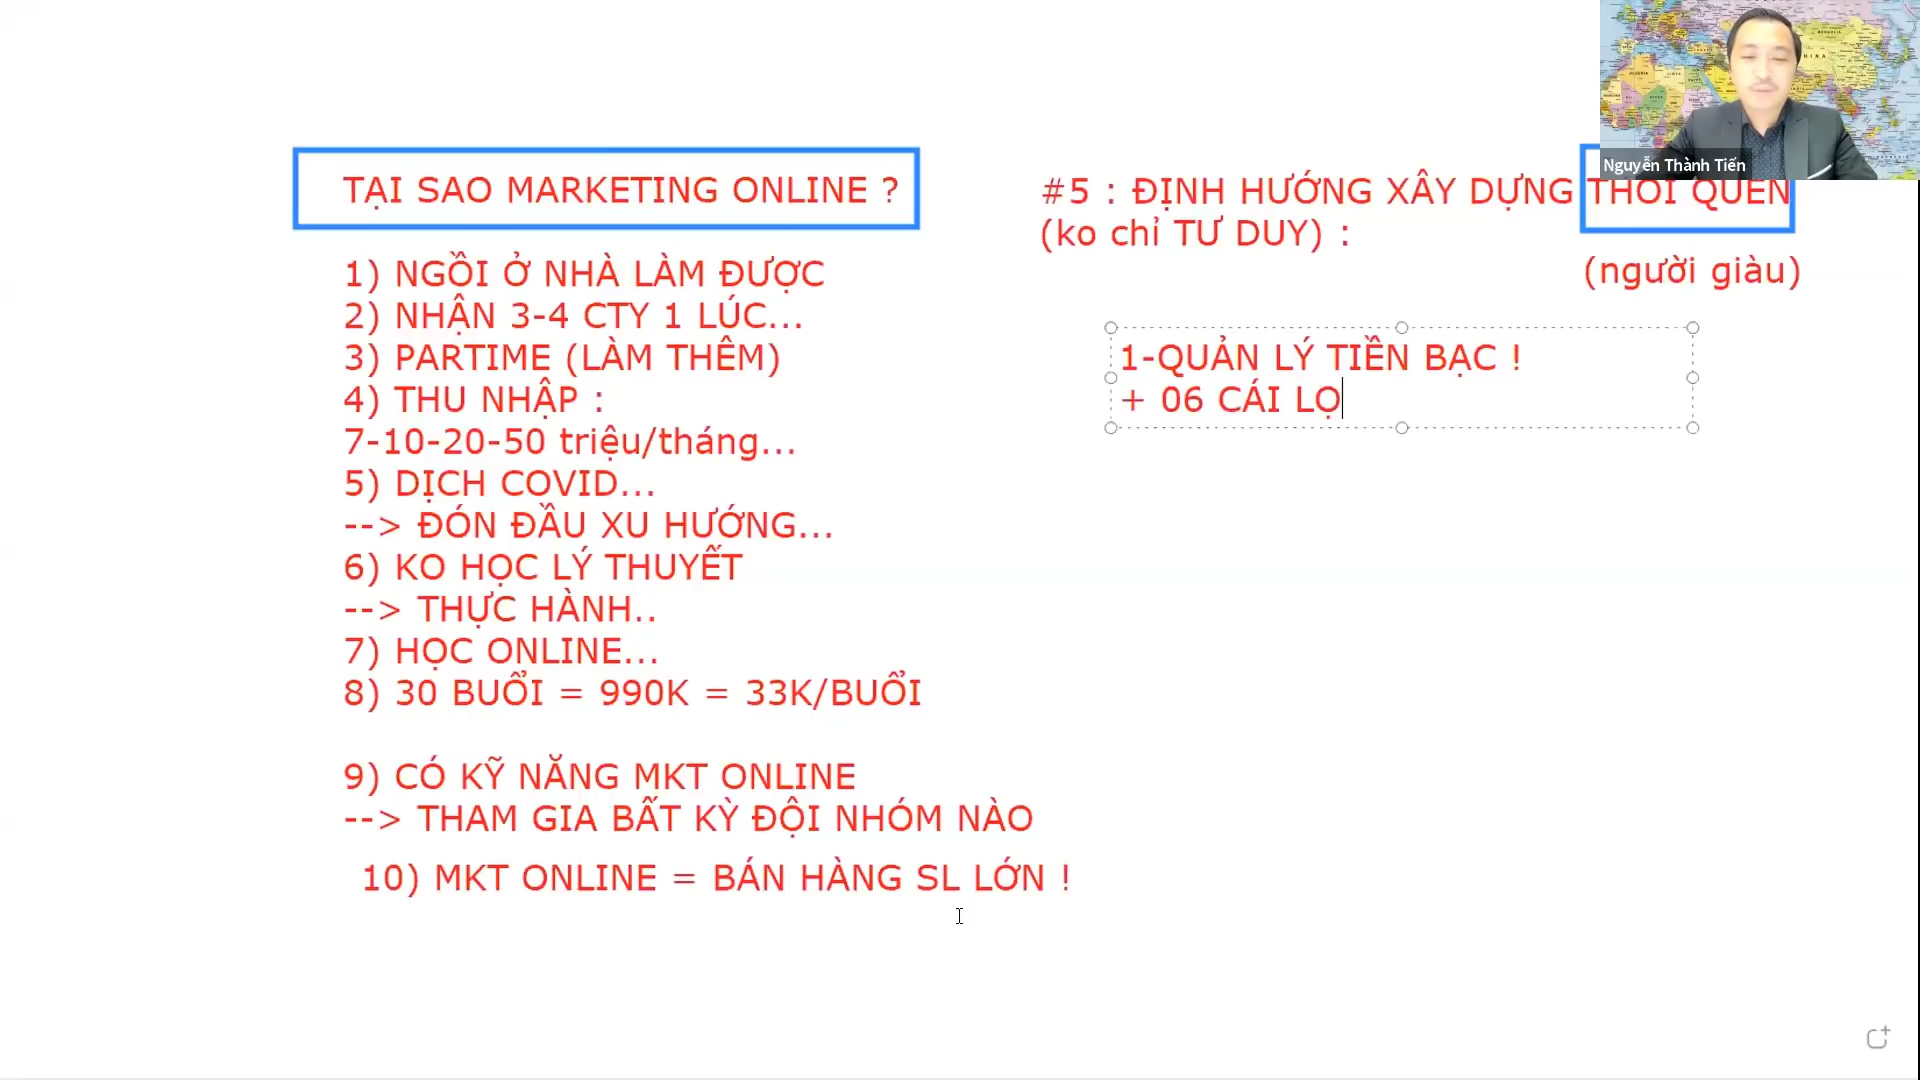 Nguyễn Thành Tiến
TẠI SAO MARKETING ONLINE ?
1) NGỒI Ở NHÀ LÀM ĐƯỢC
2) NHẬN 3-4 CTY 1 LÚC...
3) PARTIME (LÀM THÊM)
4) THU NHẬP :
7-10-20-50 triệu/tháng...
5) DỊCH COVID...
--> ĐÓN ĐẦU XU HƯỚNG...
6) KO HỌC LÝ THUYẾT
--> THỰC HÀNH..
7) HỌC ONLINE...
8) 30 BUỔI = 990K = 33K/BUỔI
9) CÓ KỸ NĂNG MKT ONLINE
--> THAM GIA BẤT KỲ ĐỘI NHÓM NÀO
10) MKT ONLINE = BÁN HÀNG SL LỚN !
#5 : ĐỊNH HƯỚNG XÂY DỰNG THÓI QUEN
(ko chỉ TƯ DUY) :
(người giàu)
1-QUẢN LÝ TIỀN BẠC !
+ 06 CÁI LỌ